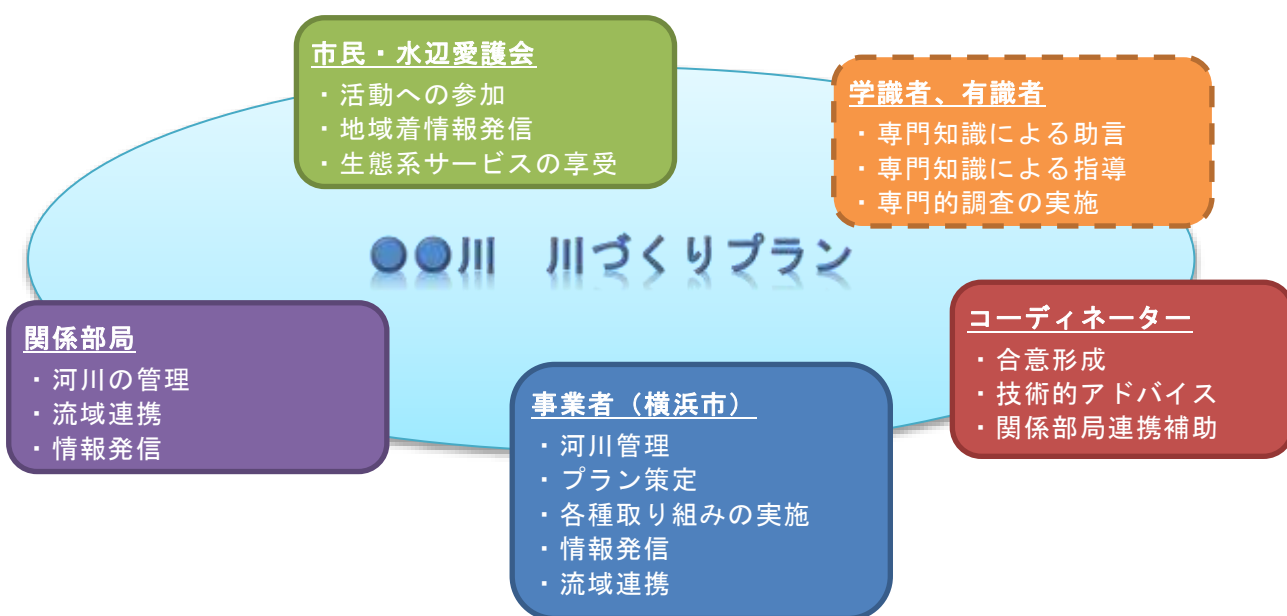 市民・水辺愛護会
・活動への参加
・地域着情報発信
・生態系サービスの享受
学識者、有識者
・専門知識による助言
・専門知識による指導
・専門的調査の実施
●●川　川づくりプラン
関係部局
・河川の管理
・流域連携
・情報発信
事業者（横浜市）
・河川管理
・プラン策定
・各種取り組みの実施
・情報発信
・流域連携
コーディネーター
・合意形成
・技術的アドバイス
・関係部局連携補助